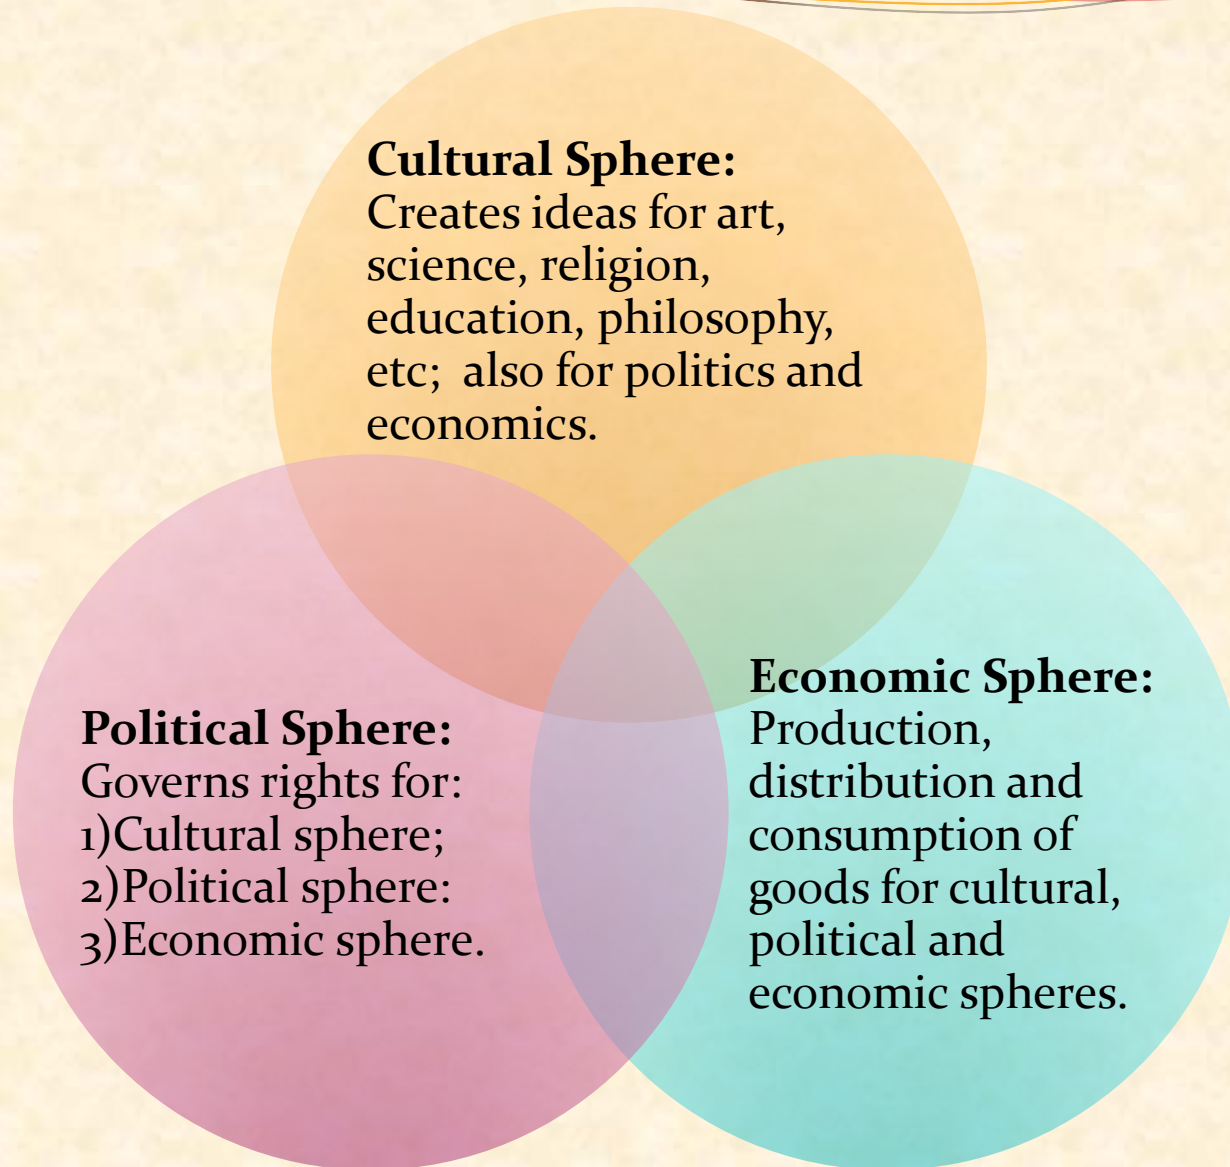 Cultural Sphere:
Creates ideas for art,
science, religion,
education, philosophy,
etc;  also for politics and
economics.
Political Sphere:
Governs rights for:
1)Cultural sphere;
2)Political sphere:
3)Economic sphere.
Economic Sphere:
Production,
distribution and
consumption of
goods for cultural,
political and
economic spheres.